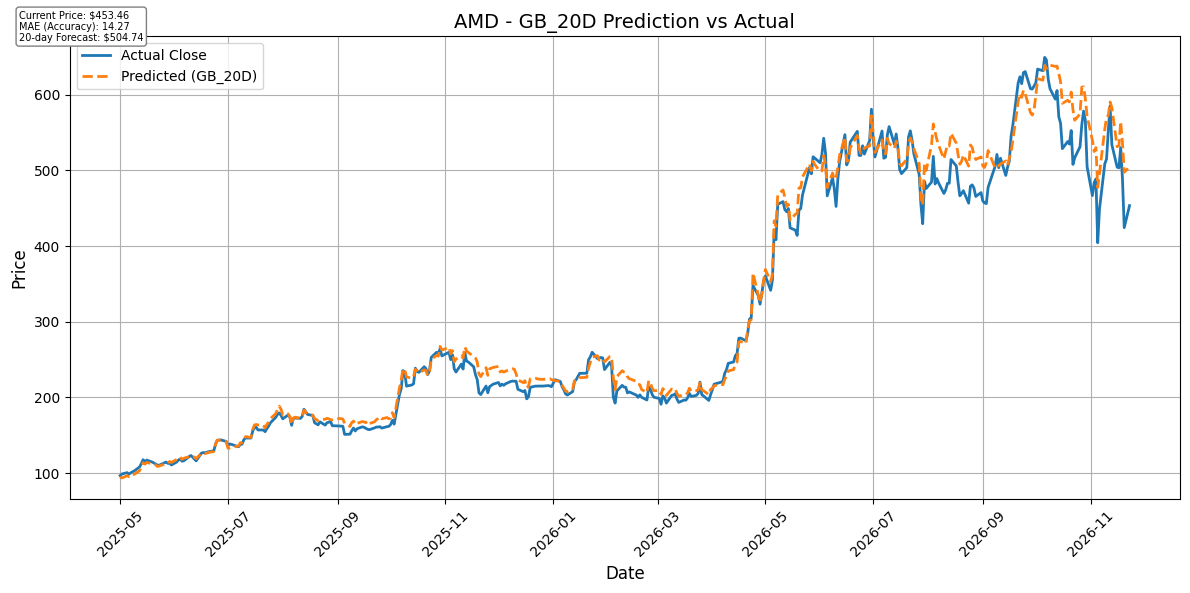 AMD - GB_20D Prediction vs Actual
Current Price: $453.46
MAE (Accuracy): 14.27
20-day Forecast: $504.74
Actual Close
Predicted (GB_20D)
Price
600
500
400
300
200
100
2025-05
2025-07
2025-09
2025-11
2026-01
2026-03
2026-05
2026-07
2026-09
2026-11
Date